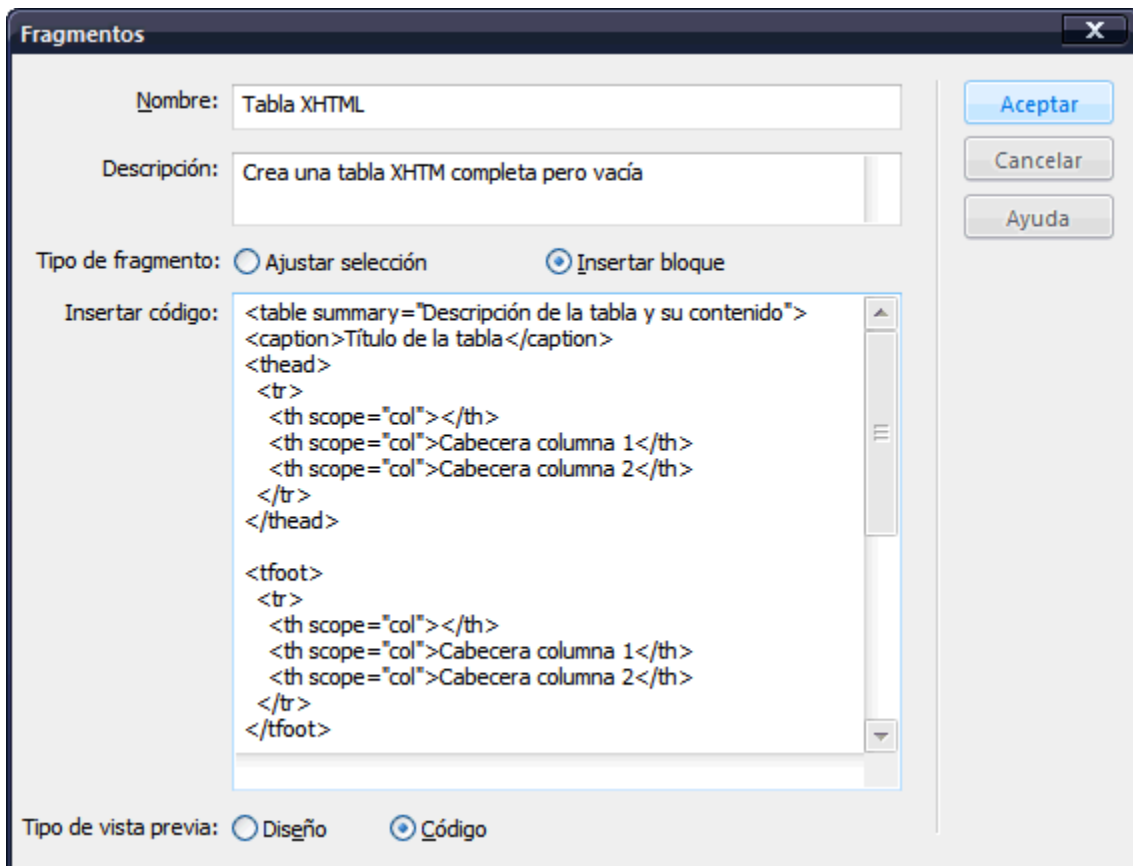 Fragmentos
x
Nombre: Tabla XHTML
Aceptar
Descripción: Crea una tabla XHTM completa pero vacía
Cancelar
Ayuda
Tipo de fragmento: Ajustar selección Insertar bloque
Insertar código: <table summary="Descripción de la tabla y su contenido">
<caption>Título de la tabla</caption>
<thead>
  <tr>
    <th scope="col"></th>
    <th scope="col">Cabecera columna 1</th>
    <th scope="col">Cabecera columna 2</th>
  </tr>
</thead>

<tfoot>
  <tr>
    <th scope="col"></th>
    <th scope="col">Cabecera columna 1</th>
    <th scope="col">Cabecera columna 2</th>
  </tr>
</tfoot>
Tipo de vista previa: Diseño Código